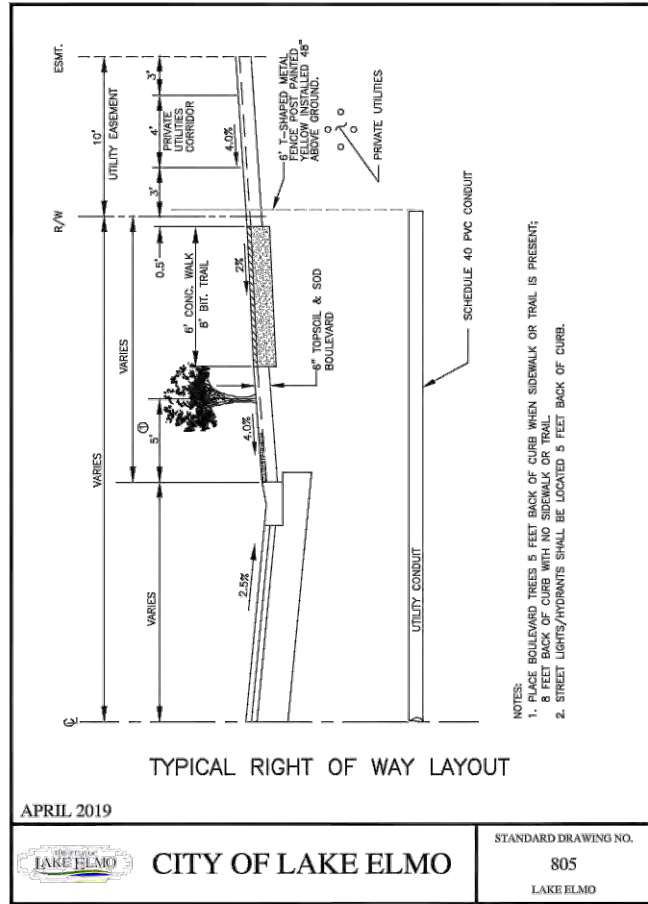 ESMT.
R/W
10'
UTILITY EASEMENT
3'
4'
PRIVATE
UTILITIES
CORRIDOR
3'
4.0%
6' T-SHAPED METAL
FENCE POST PAINTED
YELLOW INSTALLED 48"
ABOVE GROUND.
PRIVATE UTILITIES
VARIES
VARIES
0.5'
6' CONC. WALK
8' BIT. TRAIL
2%
5'
1
4.0%
6" TOPSOIL & SOD
BOULEVARD
VARIES
2.5%
UTILITY CONDUIT
SCHEDULE 40 PVC CONDUIT
NOTES:
1. PLACE BOULEVARD TREES 5 FEET BACK OF CURB WHEN SIDEWALK OR TRAIL IS PRESENT;
8 FEET BACK OF CURB WITH NO SIDEWALK OR TRAIL.
2. STREET LIGHTS/HYDRANTS SHALL BE LOCATED 5 FEET BACK OF CURB.
TYPICAL RIGHT OF WAY LAYOUT
APRIL 2019
LAKE ELMO
CITY OF LAKE ELMO
STANDARD DRAWING NO.
805
LAKE ELMO